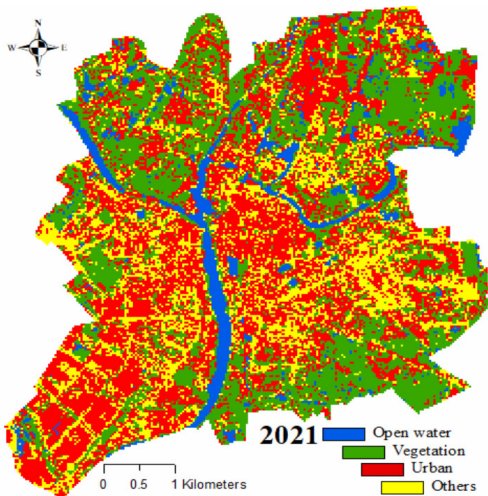 N
W E
S
2021 Open water
Vegetation
Urban
Others
0 0.5 1 Kilometers